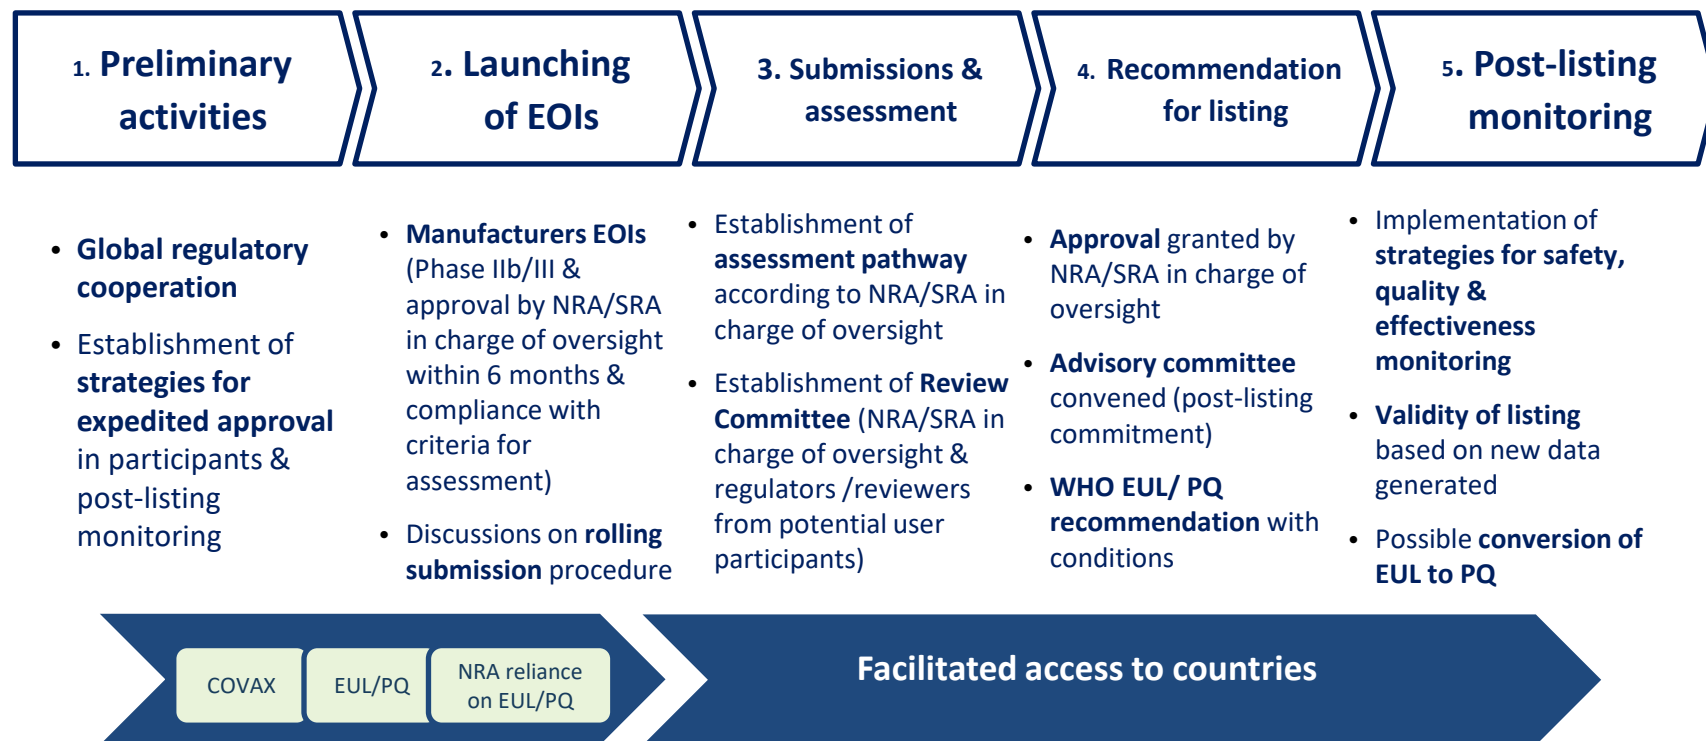 1. Preliminary
activities
2. Launching
of EOIs
3. Submissions &
assessment
4. Recommendation
for listing
5. Post-listing
monitoring
• Global regulatory
cooperation
• Establishment of
strategies for
expedited approval
in participants &
post-listing
monitoring
• Manufacturers EOIs
(Phase IIb/III &
approval by NRA/SRA
in charge of oversight
within 6 months &
compliance with
criteria for
assessment)
• Discussions on rolling
submission procedure
• Establishment of
assessment pathway
according to NRA/SRA in
charge of oversight
• Establishment of Review
Committee (NRA/SRA in
charge of oversight &
regulators /reviewers
from potential user
participants)
• Approval granted by
NRA/SRA in charge of
oversight
• Advisory committee
convened (post-listing
commitment)
• WHO EUL/ PQ
recommendation with
conditions
• Implementation of
strategies for safety,
quality &
effectiveness
monitoring
• Validity of listing
based on new data
generated
• Possible conversion of
EUL to PQ
COVAX
EUL/PQ
NRA reliance
on EUL/PQ
Facilitated access to countries